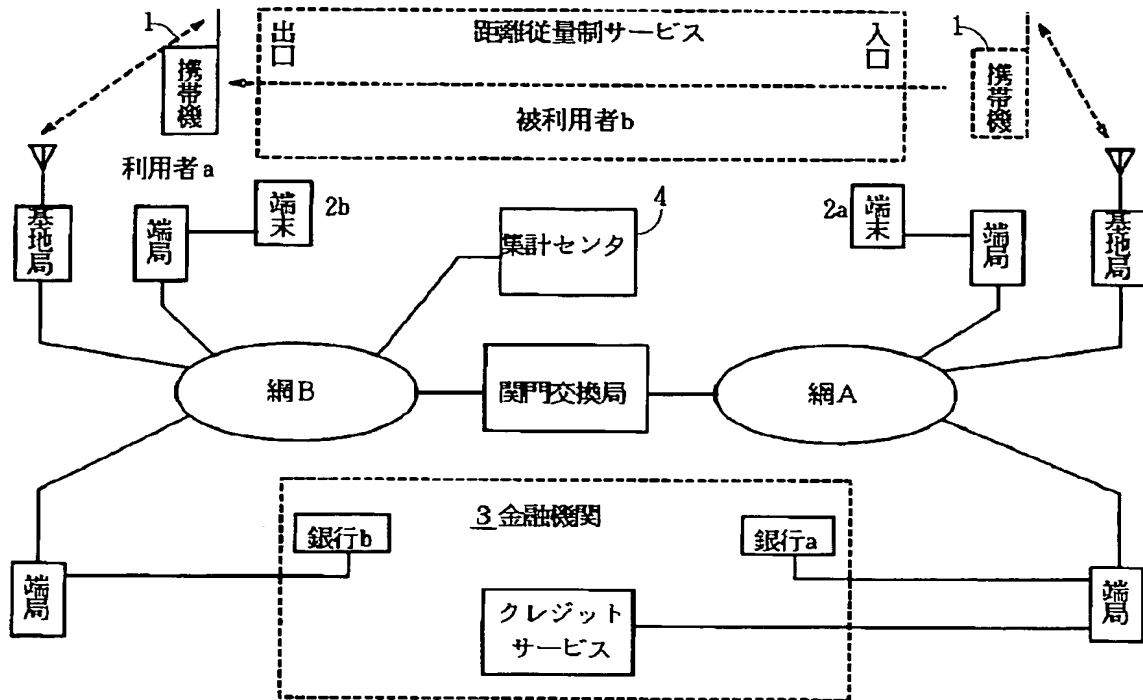 1
携帯機
出口
距離従量制サービス
入口
1
携帯機
被利用者b
利用者a
基地局
端局
端末
2b
集計センタ
4
2a
端末
端局
基地局
網B
関門交換局
網A
3 金融機関
銀行b
銀行a
端局
クレジット
サービス
端局